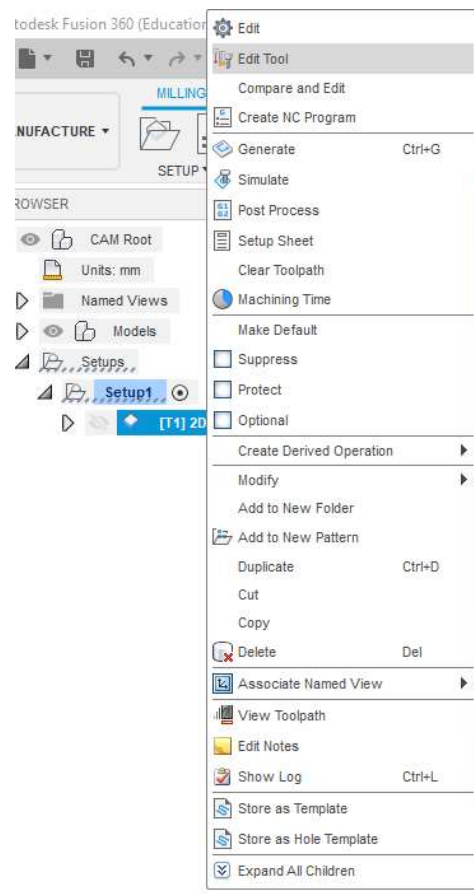 todesk Fusion 360 (Education
MILLING
NUFACTURE
SETUP
ROWSER
CAM Root
Units: mm
Named Views
Models
Setups
Setup1
[T1] 2D
Edit
Edit Tool
Compare and Edit
Create NC Program
Generate Ctrl+G
Simulate
G1
G2
Post Process
Setup Sheet
Clear Toolpath
Machining Time
Make Default
Suppress
Protect
Optional
Create Derived Operation
Modify
Add to New Folder
Add to New Pattern
Duplicate Ctrl+D
Cut
Copy
Delete Del
Associate Named View
View Toolpath
Edit Notes
Show Log Ctrl+L
Store as Template
Store as Hole Template
Expand All Children